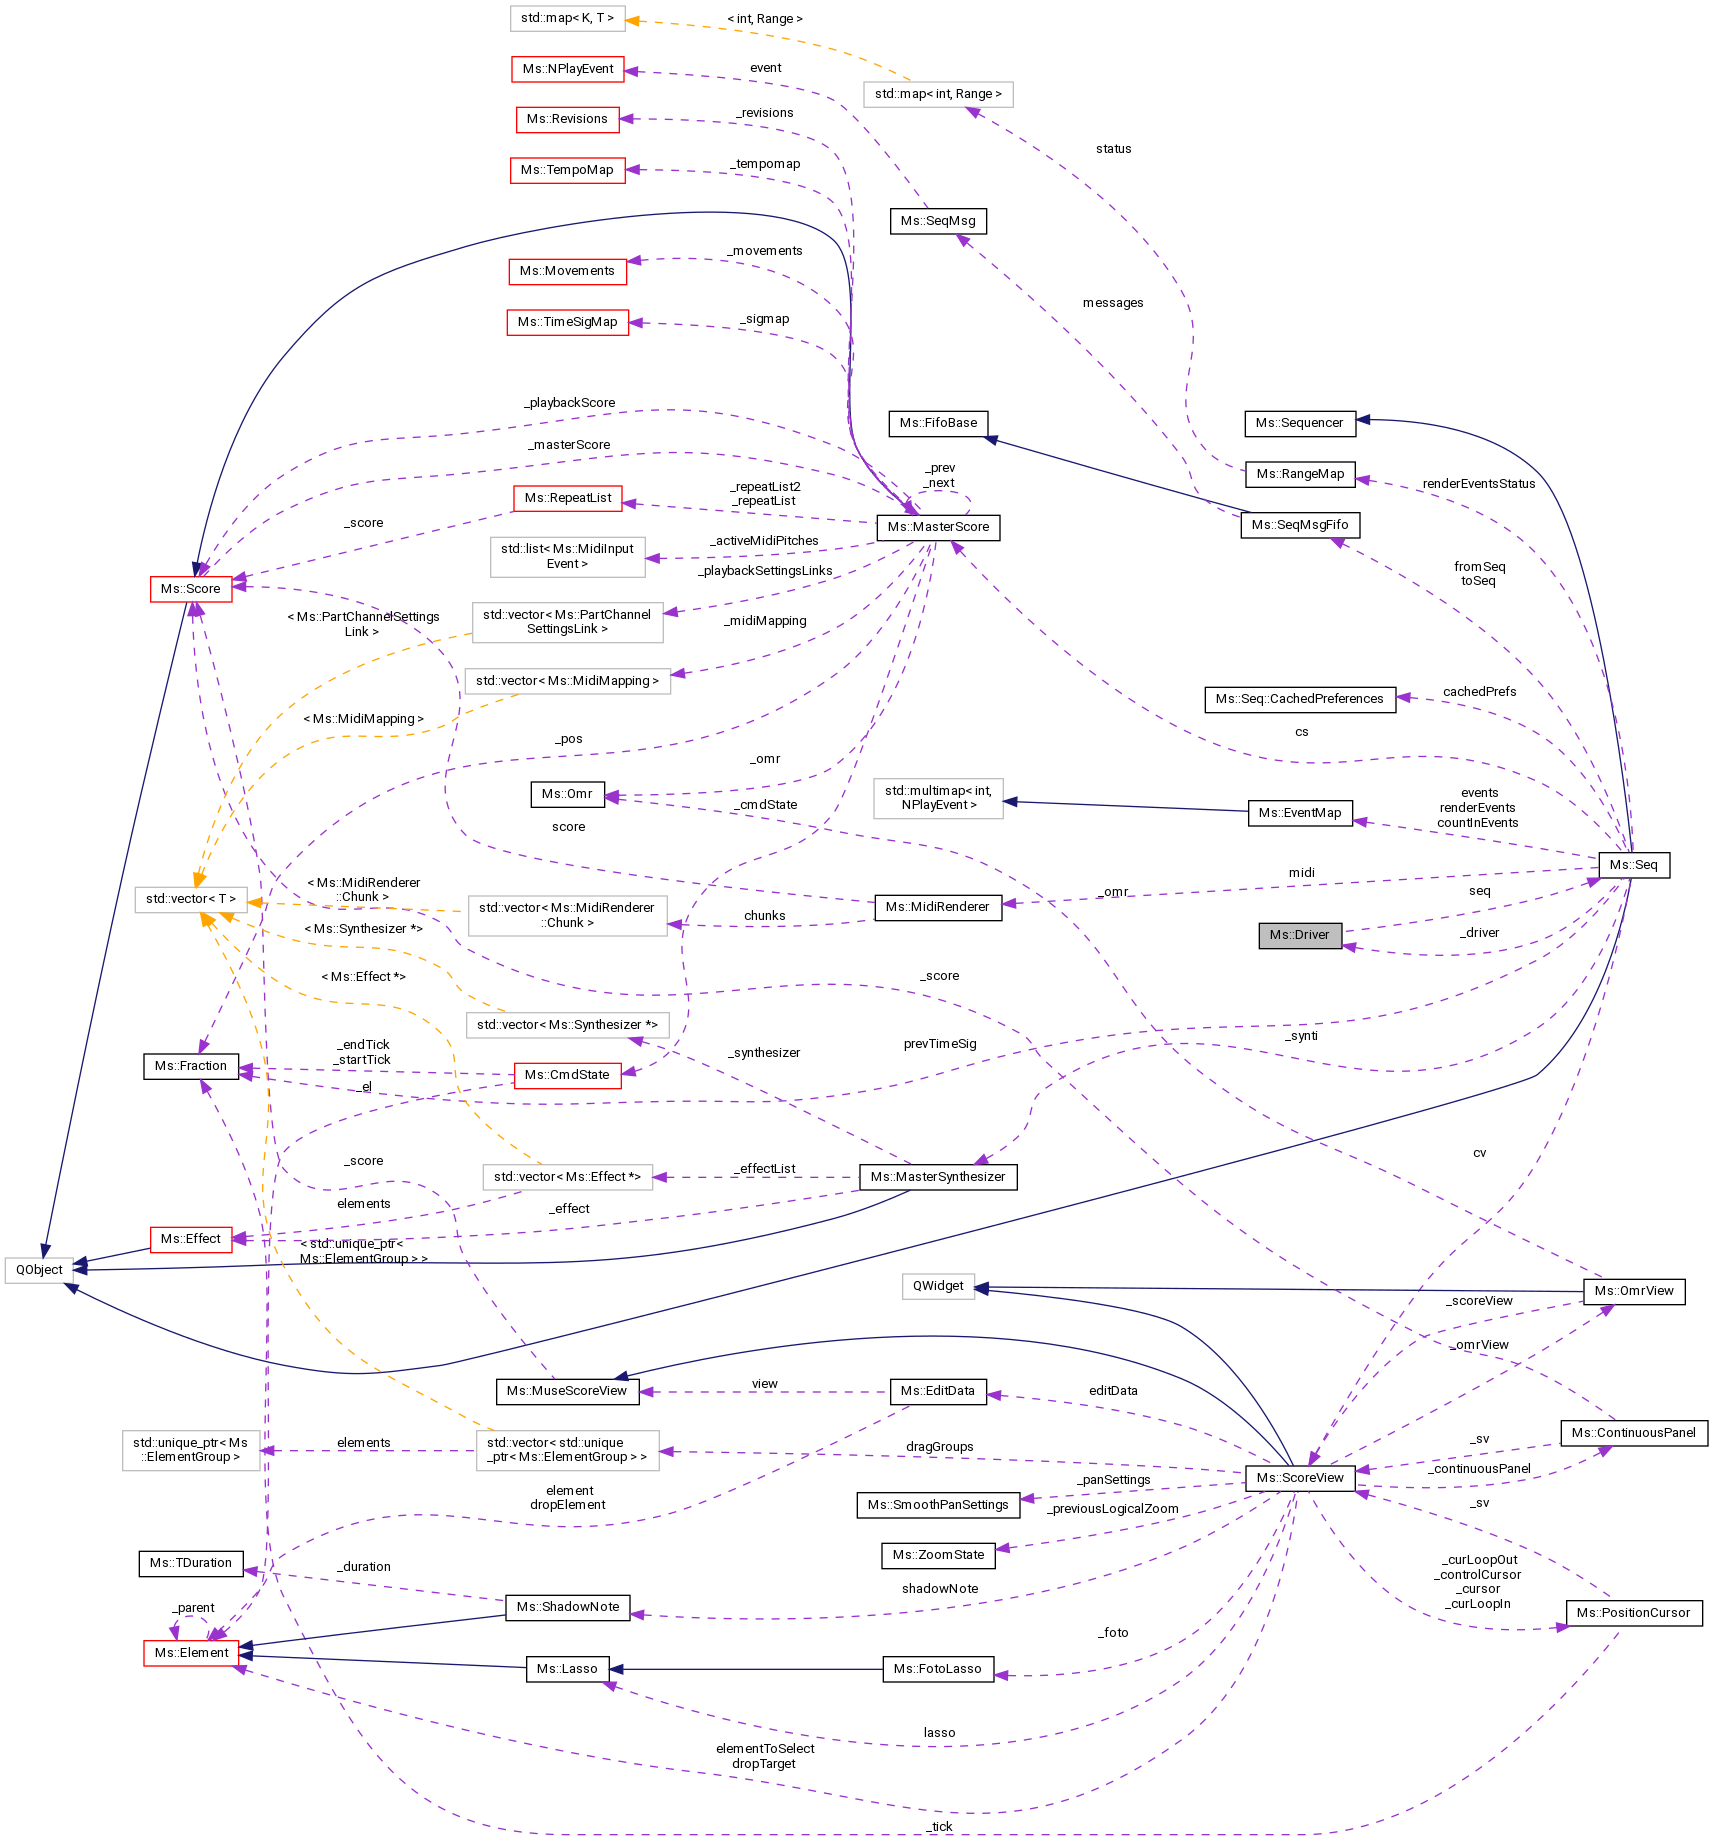 std::map< K, T >
< int, Range >
Ms::NPlayEvent
event
std::map< int, Range >
Ms::Revisions
_revisions
status
Ms::TempoMap
_tempomap
Ms::SeqMsg
Ms::Movements
_movements
messages
Ms::TimeSigMap
_sigmap
_playbackScore
Ms::FifoBase
Ms::Sequencer
_masterScore
_prev
_next
Ms::RangeMap
renderEventsStatus
Ms::RepeatList
_repeatList2
_repeatList
Ms::MasterScore
Ms::SeqMsgFifo
_score
std::list< Ms::MidiInput
Event >
_activeMidiPitches
_playbackSettingsLinks
fromSeq
toSeq
Ms::Score
< Ms::PartChannelSettings
Link >
std::vector< Ms::PartChannel
SettingsLink >
_midiMapping
std::vector< Ms::MidiMapping >
Ms::Seq::CachedPreferences
cachedPrefs
< Ms::MidiMapping >
_pos
cs
_omr
Ms::Omr
std::multimap< int,
NPlayEvent >
_cmdState
Ms::EventMap
events
renderEvents
countInEvents
score
Ms::Seq
< Ms::MidiRenderer
::Chunk >
_omr
midi
seq
std::vector< T >
std::vector< Ms::MidiRenderer
::Chunk >
chunks
Ms::MidiRenderer
< Ms::Synthesizer *>
Ms::Driver
_driver
< Ms::Effect *>
_score
std::vector< Ms::Synthesizer *>
_synti
_endTick
_startTick
prevTimeSig
_synthesizer
Ms::Fraction
_el
Ms::CmdState
_score
cv
std::vector< Ms::Effect *>
_effectList
Ms::MasterSynthesizer
elements
_effect
Ms::Effect
< std::unique_ptr<
Ms::ElementGroup > >
QObject
QWidget
Ms::OmrView
_scoreView
_omrView
Ms::MuseScoreView
view
Ms::EditData
editData
std::unique_ptr< Ms
::ElementGroup >
elements
std::vector< std::unique
_ptr< Ms::ElementGroup > >
dragGroups
Ms::ContinuousPanel
_sv
_continuousPanel
Ms::ScoreView
_panSettings
element
dropElement
Ms::SmoothPanSettings
_previousLogicalZoom
_sv
Ms::ZoomState
Ms::TDuration
_duration
_curLoopOut
_controlCursor
_cursor
_curLoopIn
shadowNote
Ms::ShadowNote
_parent
Ms::PositionCursor
_foto
Ms::Element
Ms::Lasso
Ms::FotoLasso
lasso
elementToSelect
dropTarget
_tick